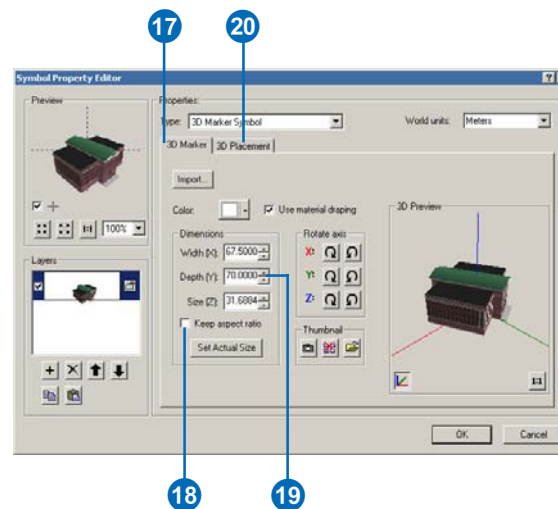 17 20
Symbol Property Editor
?
Preview
100%
Layers
Properties:
Type: 3D Marker Symbol
World units: Meters
3D Marker 3D Placement
Import...
Color: Use material draping
Dimensions
Width (X): 67.5000
Depth (Y): 70.0000
Size (Z): 31.6884
Keep aspect ratio
Set Actual Size
Rotate axis
X:
Y:
Z:
Thumbnail
3D Preview
1:1
OK Cancel
18 19